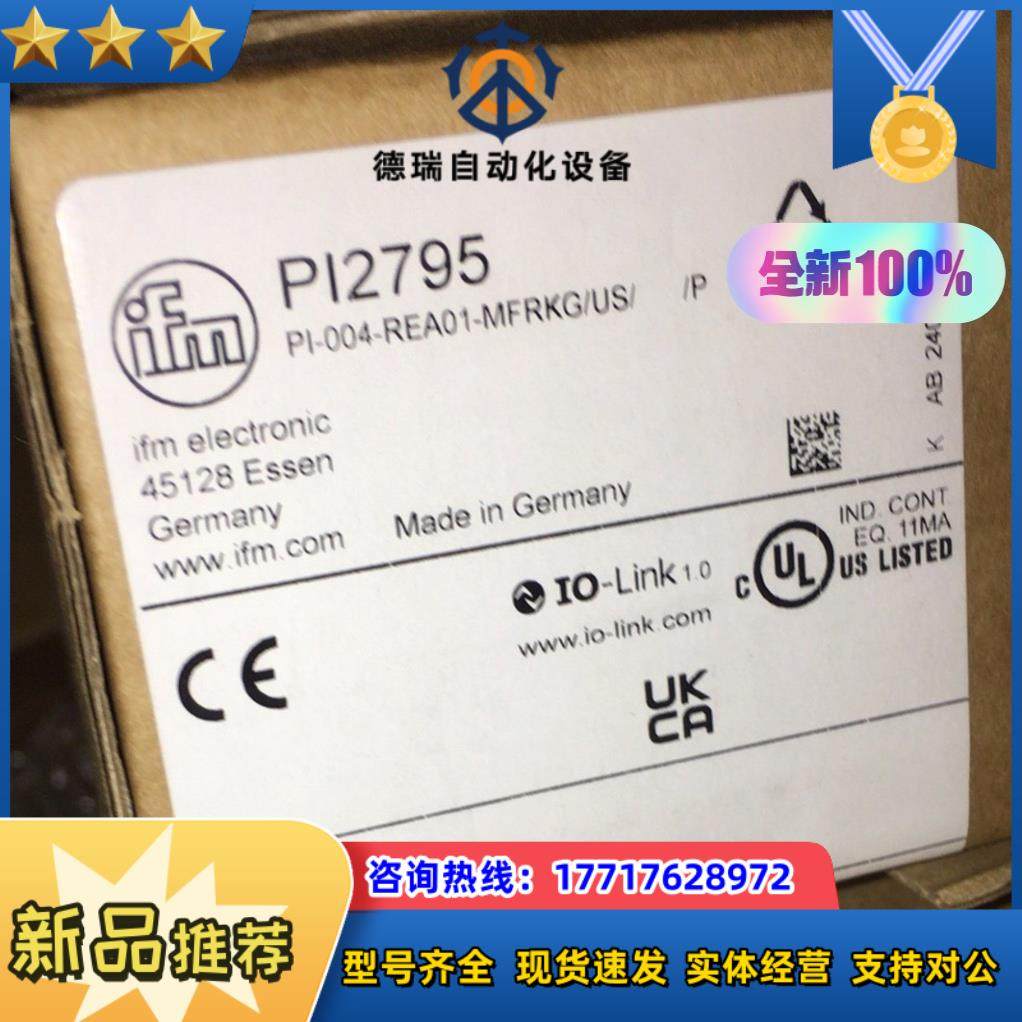 德瑞自动化设备
全新100%
ifm
PI2795
PI-004-REA01-MFRKG/US/ /P
ifm electronic
45128 Essen
Germany
www.ifm.com
Made in Germany
K AB 240
IO-Link 1.0
www.io-link.com
C UL US LISTED
IND. CONT.
EQ. 11MA
CE
UK
CA
咨询热线：17717628972
新品推荐
型号齐全 现货速发 实体经营 支持对公